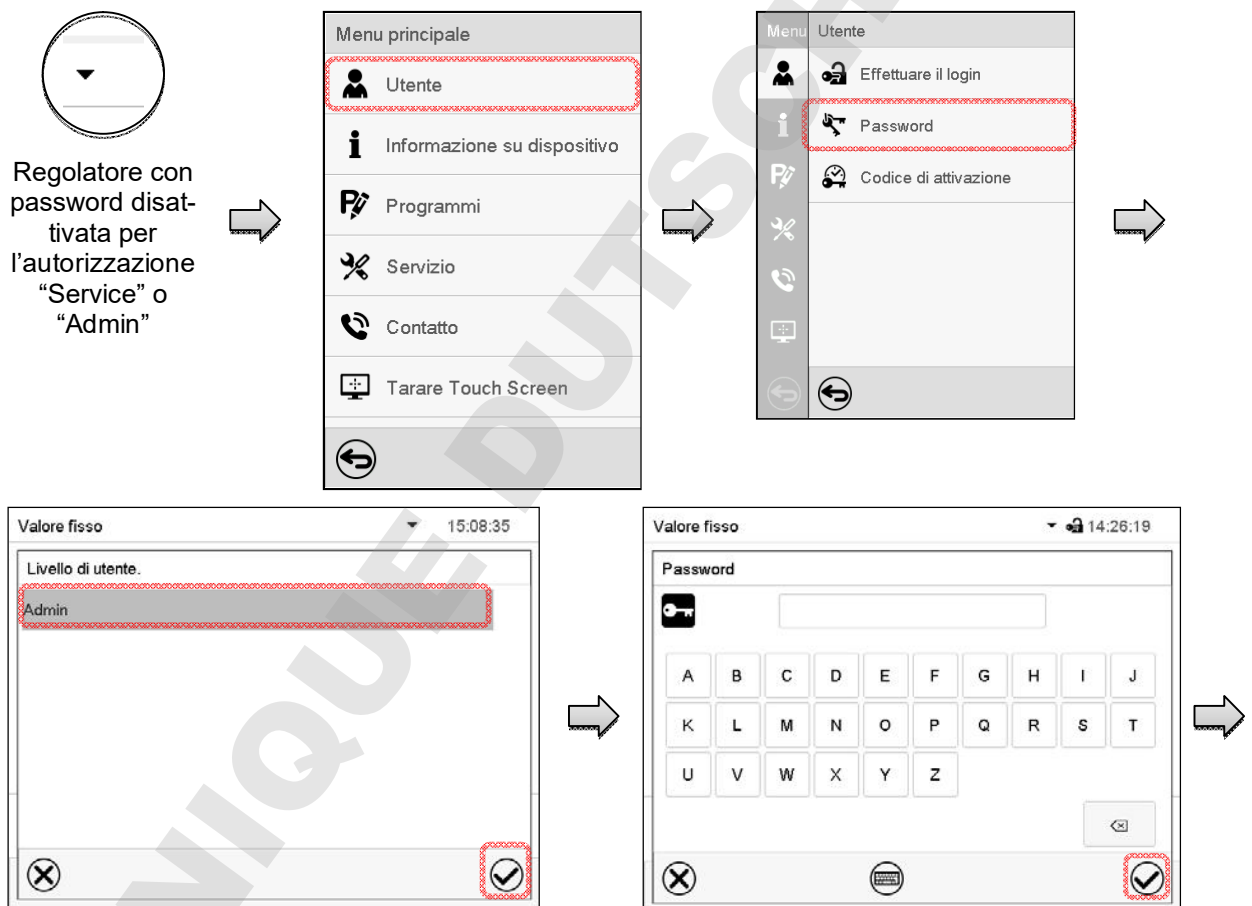 Regolatore con
password disat-
tivata per
l'autorizzazione
“Service” o
“Admin”
Menu principale
Utente
Informazione su dispositivo
Programmi
Servizio
Contatto
Tarare Touch Screen
Menu Utente
Effettuare il login
Password
Codice di attivazione
Valore fisso 15:08:35
Livello di utente.
Admin
Valore fisso 14:26:19
Password
A B C D E F G H I J
K L M N O P Q R S T
U V W X Y Z
NIQUE DUTSCH